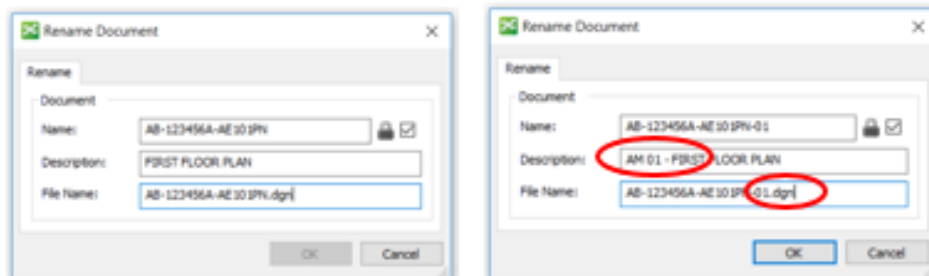 Rename Document
Rename
Document
Name: AB-123456A-AE101PN
Description: FIRST FLOOR PLAN
File Name: AB-123456A-AE101PN.dgn
OK Cancel
Rename Document
Rename
Document
Name: AB-123456A-AE101PN-01
Description: AM 01 - FIRST FLOOR PLAN
File Name: AB-123456A-AE101PN-01.dgn
OK Cancel